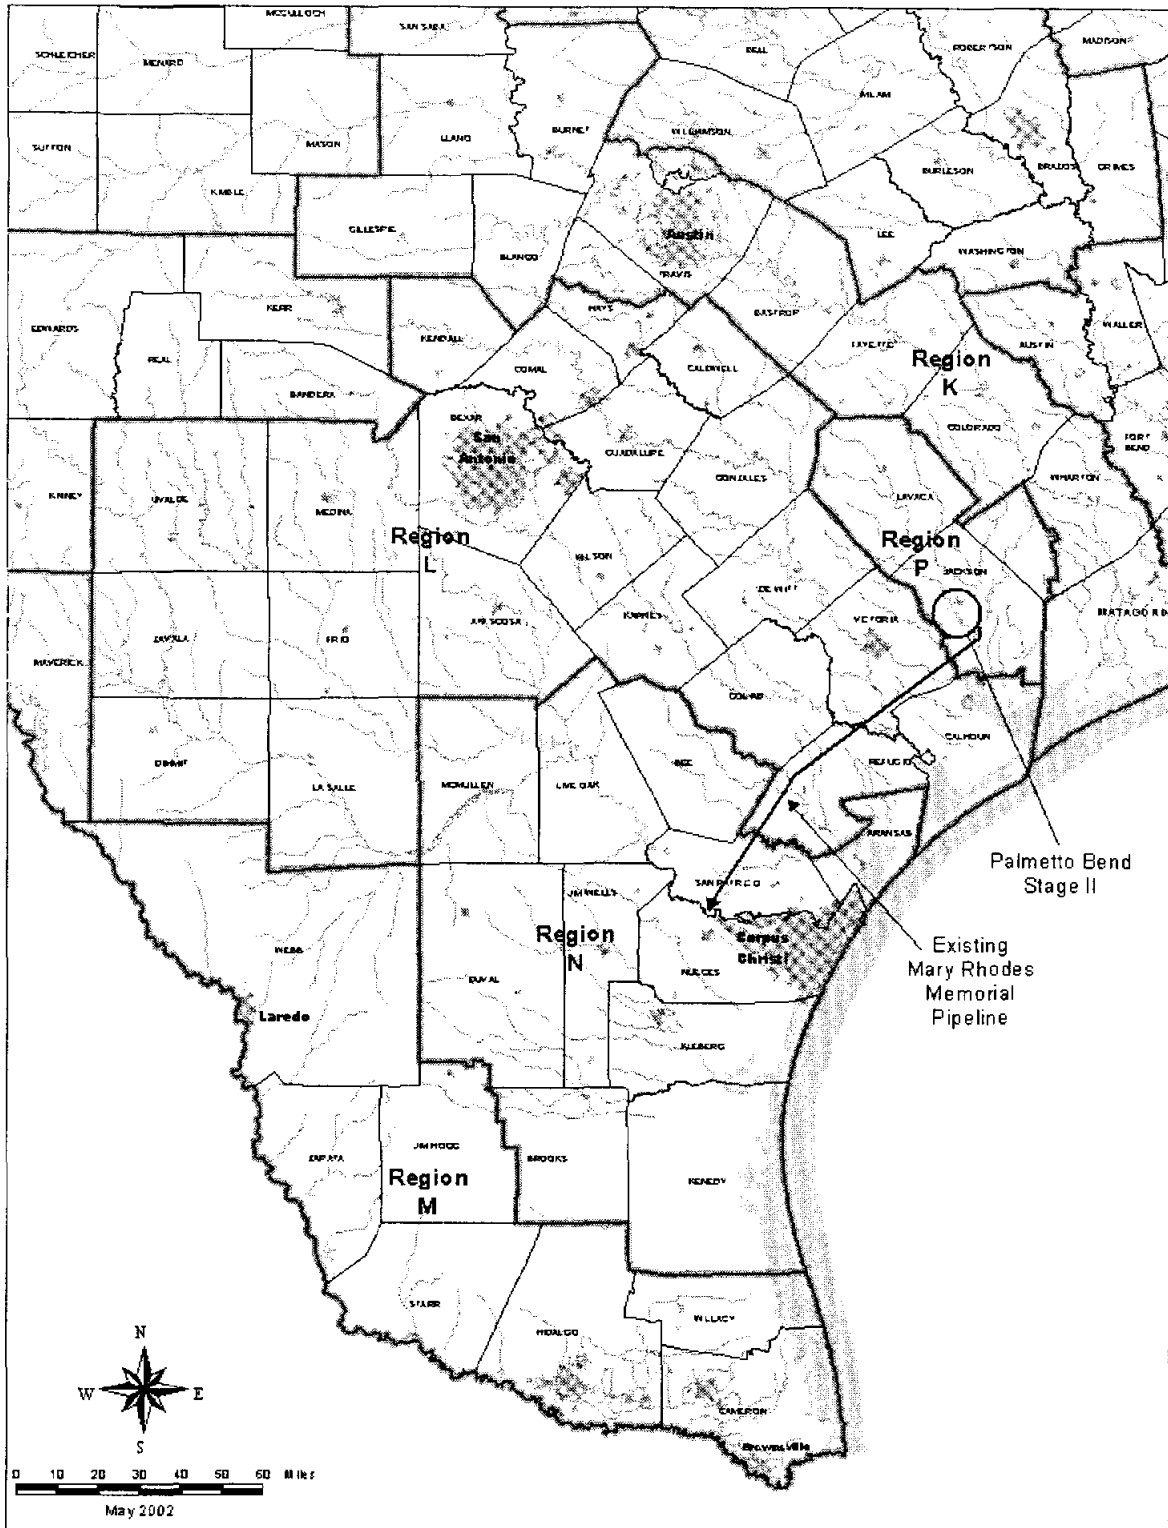 MCCULLOCH
SAN SABA
BELL
ROBERTSON
MADISON
SCHLEICHER
MENARD
MILAM
SUTTON
MASON
LLANO
BURNET
WILLIAMSON
BURLESON
BRAZOS
GRIMES
KIMBLE
GILLESPIE
BLANCO
Austin
TRAVIS
LEE
WASHINGTON
EDWARDS
REAL
KERR
KENDALL
HAYS
BASTROP
FAYETTE
AUSTIN
WALLER
Region
K
BANDERA
COMAL
CALDWELL
BEXAR
San
Antonio
GUADALUPE
GONZALES
COLORADO
FORT
BEND
WHARTON
KINNEY
UVALDE
MEDINA
LAVACA
Region
L
WILSON
Region
P
JACKSON
DE WITT
ZAVALA
FRIO
ATASCOSA
KARNES
VICTORIA
MATAGORDA
MAVERICK
GOLIAD
CALHOUN
DIMMIT
LA SALLE
MCMULLEN
LIVE OAK
BEE
REFUGIO
ARANSAS
Palmetto Bend
Stage II
SAN PATRICIO
JIM WELLS
Region
N
Corpus
Christi
Existing
Mary Rhodes
Memorial
Pipeline
WEBB
DUVAL
NUECES
Laredo
KLEBERG
ZAPATA
JIM HOGG
BROOKS
KENEDY
Region
M
STARR
HIDALGO
WILLACY
CAMERON
Brownsville
N
W E
S
0 10 20 30 40 50 60 Miles
May 2002